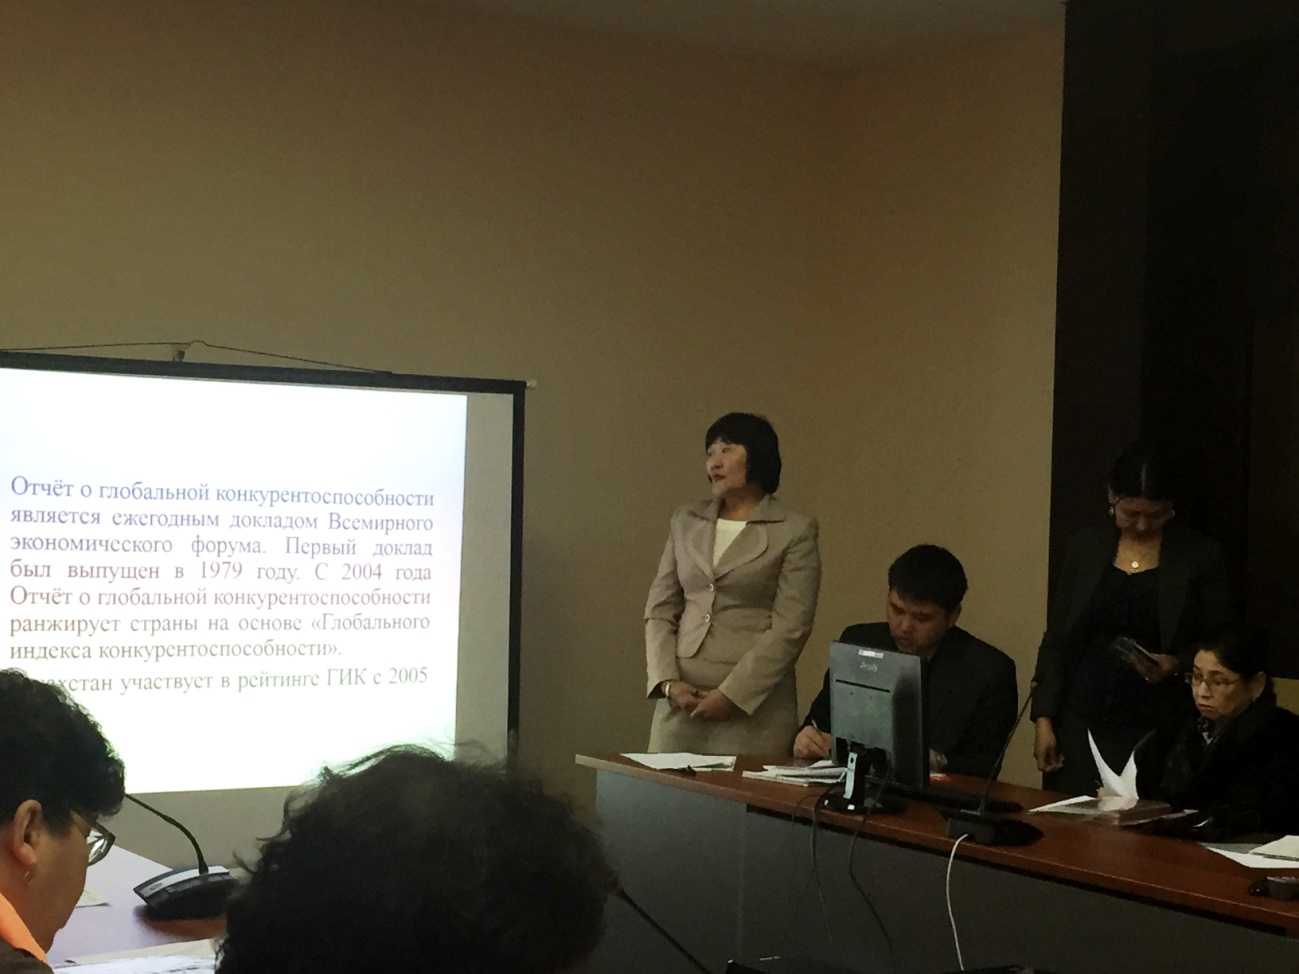 Отчёт о глобальной конкурентоспособности
является ежегодным докладом Всемирного
экономического форума. Первый доклад
был выпущен в 1979 году. С 2004 года
Отчёт о глобальной конкурентоспособности
ранжирует страны на основе «Глобального
индекса конкурентоспособности».
участвует в рейтинге ГИК с 2005